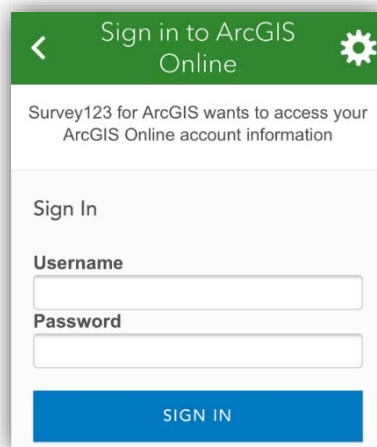 Sign in to ArcGIS
Online
Survey123 for ArcGIS wants to access your
ArcGIS Online account information
Sign In
Username
Password
SIGN IN